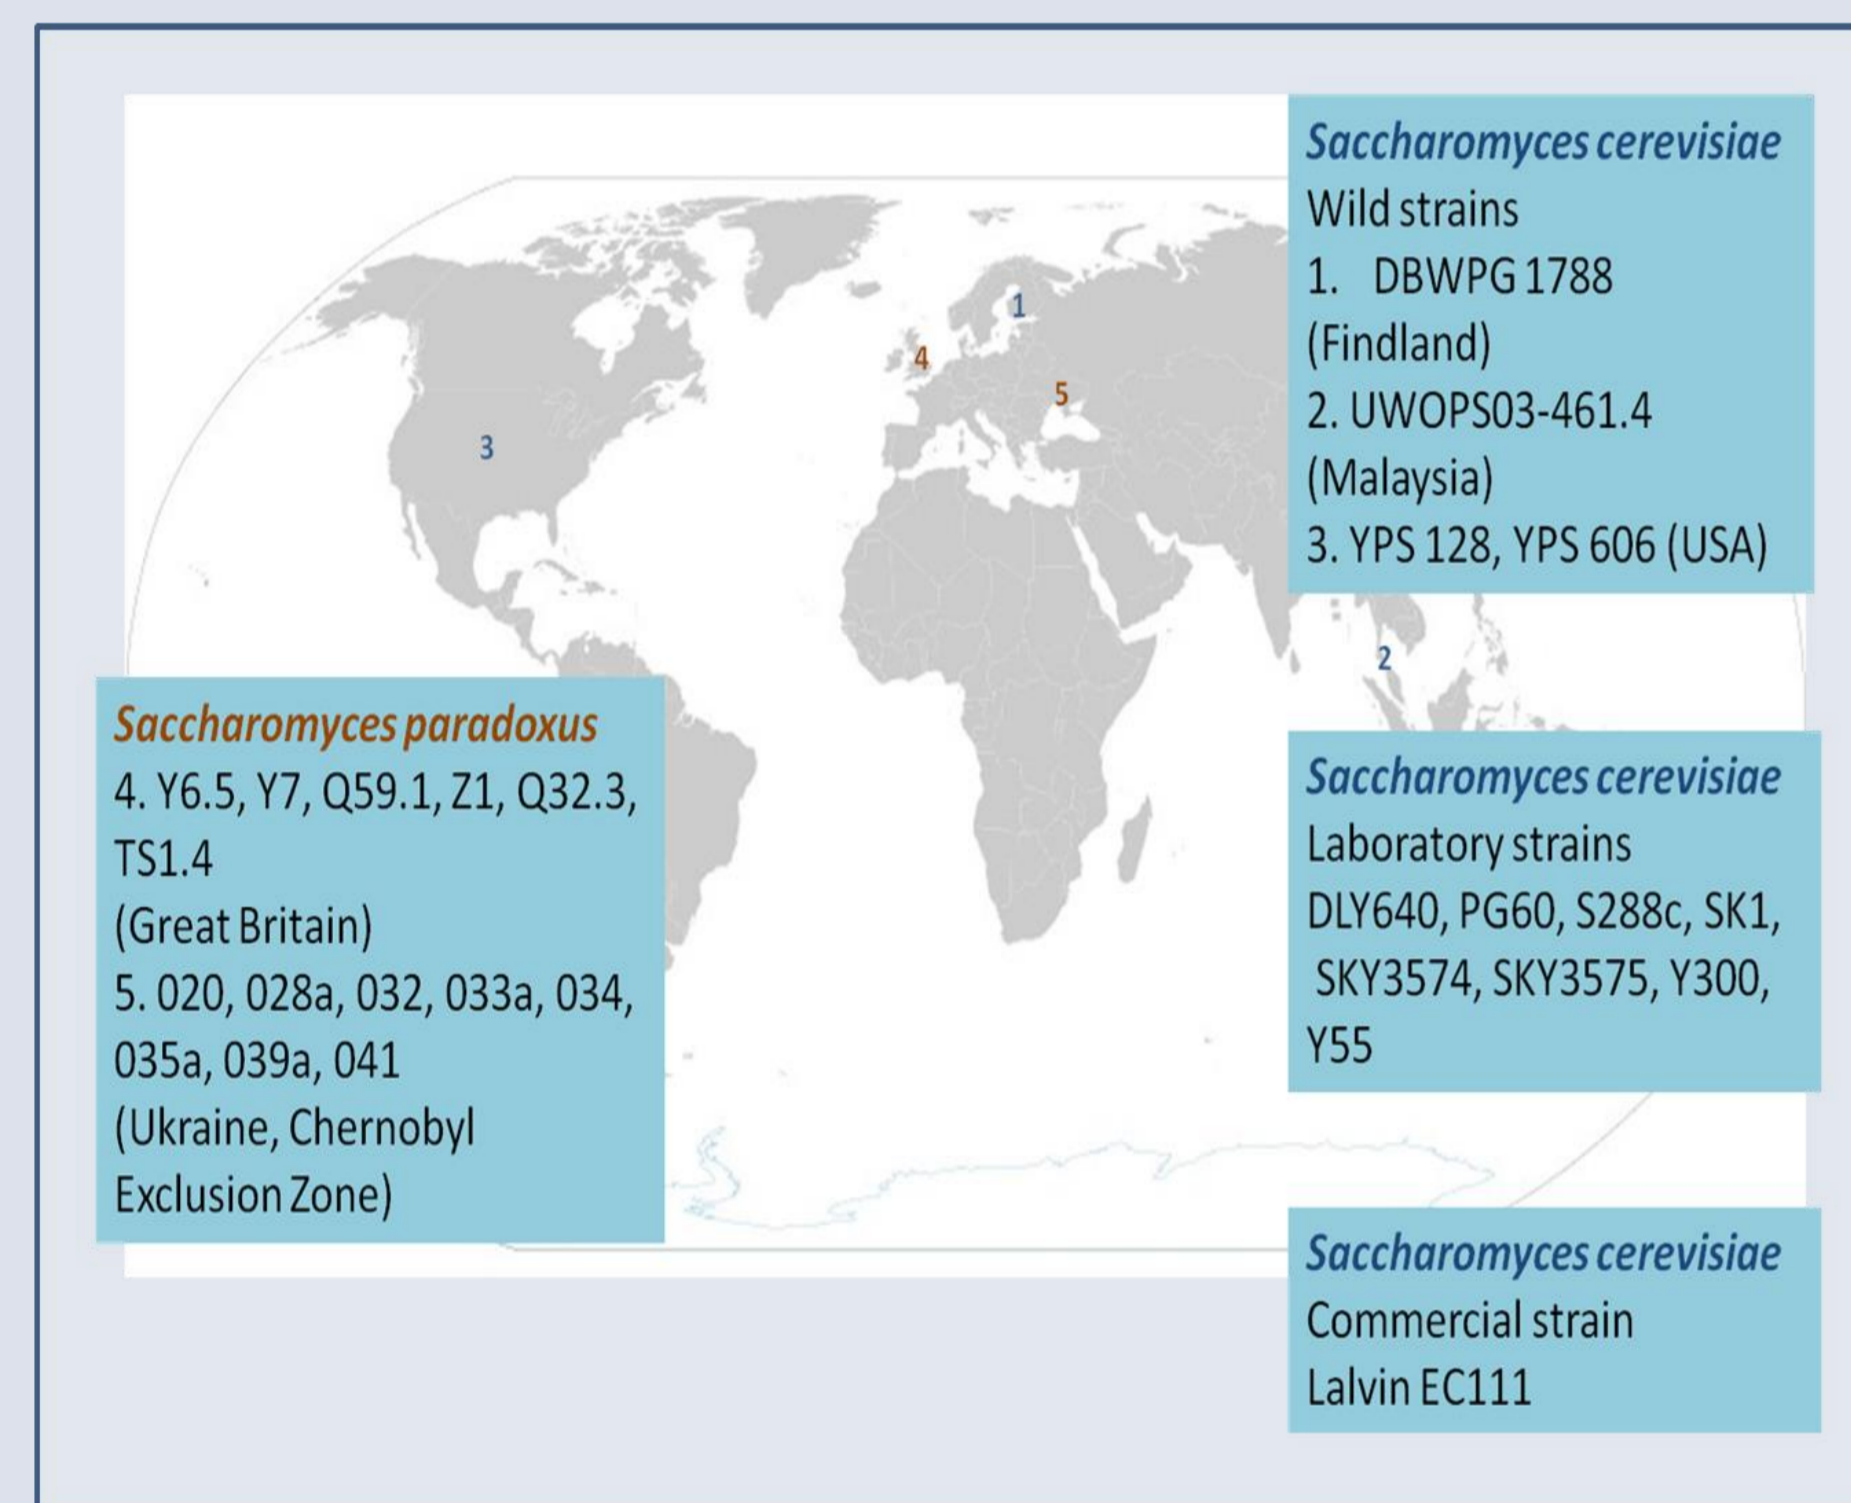 Saccharomyces cerevisiae
Wild strains
1. DBWPG 1788
(Findland)
2. UWOPS03-461.4
(Malaysia)
3. YPS 128, YPS 606 (USA)
1
4
5
3
2
Saccharomyces paradoxus
4. Y6.5, Y7, Q59.1, Z1, Q32.3,
TS1.4
(Great Britain)
5. 020, 028a, 032, 033a, 034,
035a, 039a, 041
(Ukraine, Chernobyl
Exclusion Zone)
Saccharomyces cerevisiae
Laboratory strains
DLY640, PG60, S288c, SK1,
SKY3574, SKY3575, Y300,
Y55
Saccharomyces cerevisiae
Commercial strain
Lalvin EC111